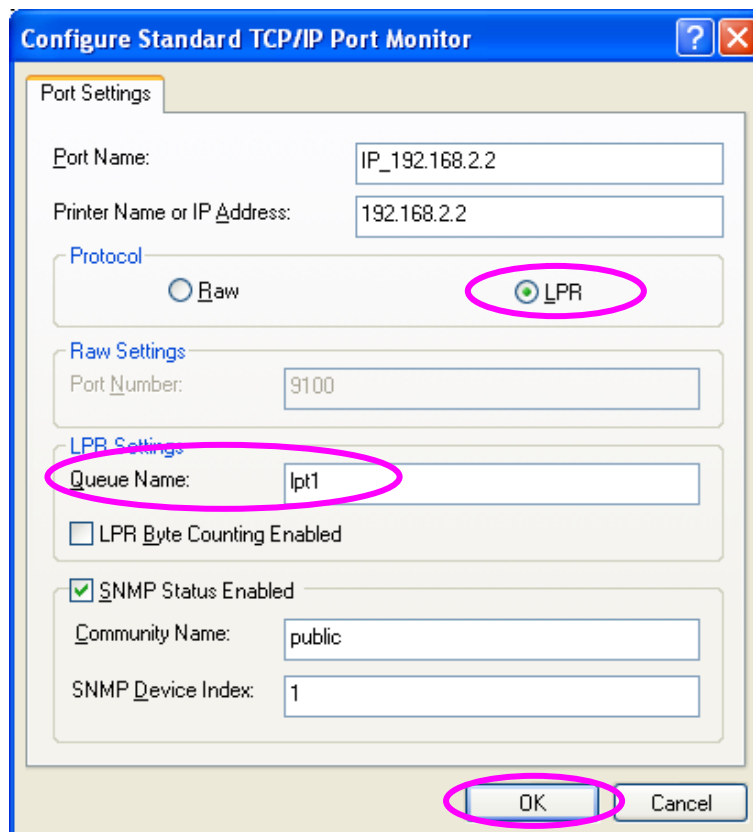 Configure Standard TCP/IP Port Monitor
Port Settings
Port Name: IP_192.168.2.2
Printer Name or IP Address: 192.168.2.2
Protocol
Raw LPR
Raw Settings
Port Number: 9100
LPR Settings
Queue Name: lpt1
LPR Byte Counting Enabled
SNMP Status Enabled
Community Name: public
SNMP Device Index: 1
OK Cancel